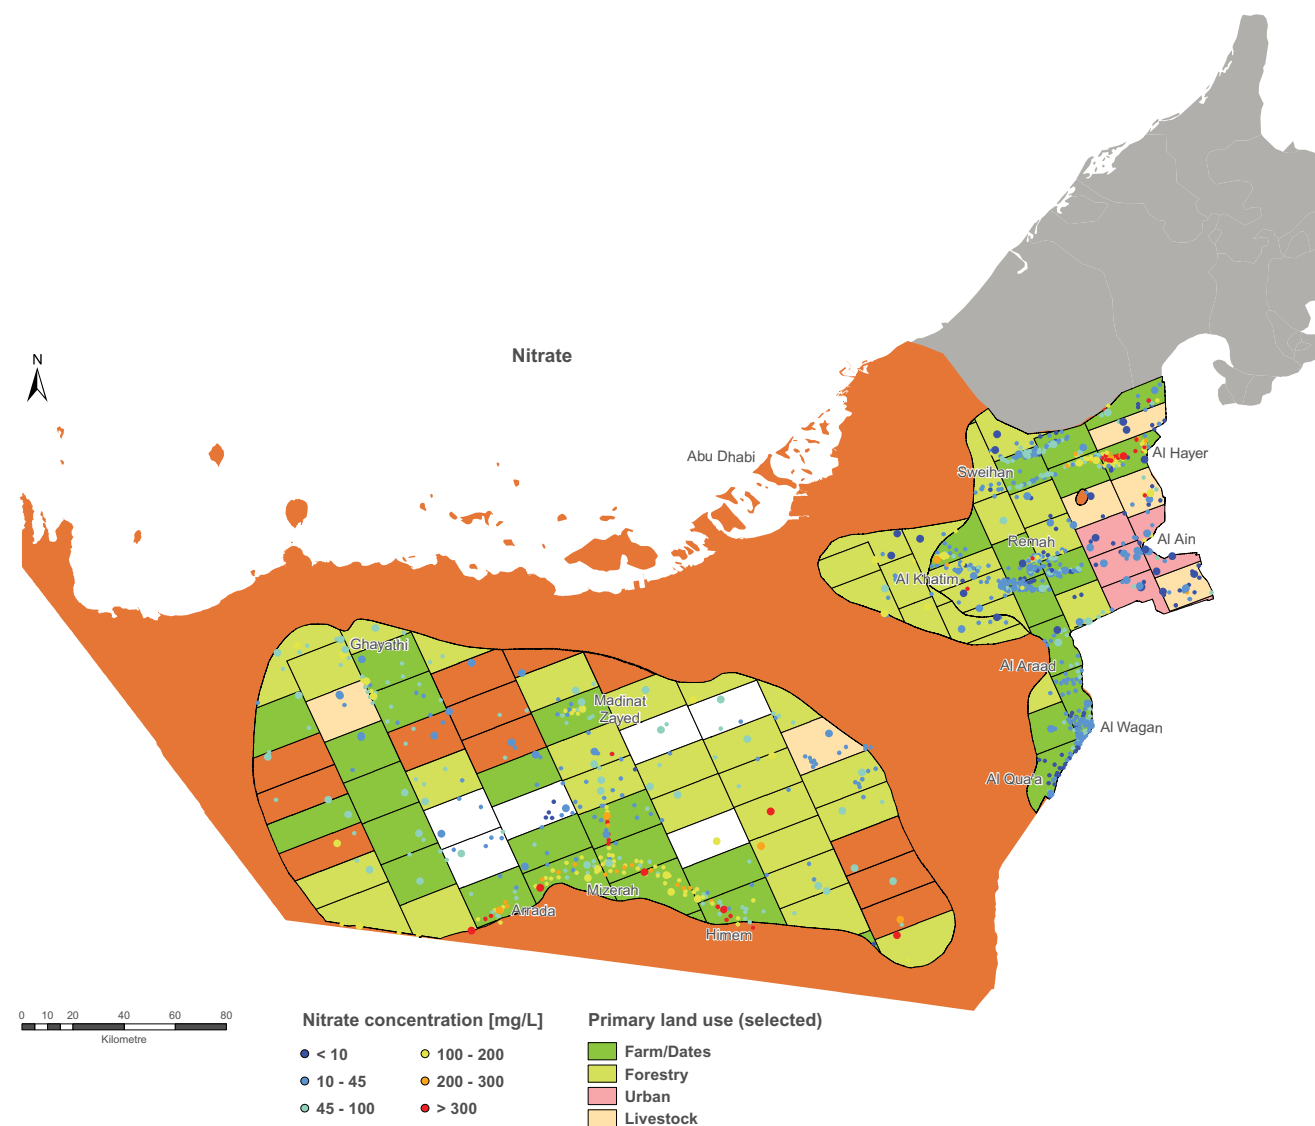 Nitrate
N
Abu Dhabi
Al Hayer
Sweihan
Al Ain
Remah
Al Khatim
Ghayathi
Al Araad
Madinat
Zayed
Al Wagan
Al Qua'a
Mizerah
Arrada
Himem
0 10 20 40 60 80
Kilometre
Nitrate concentration [mg/L]
< 10
10 - 45
45 - 100
100 - 200
200 - 300
> 300
Primary land use (selected)
Farm/Dates
Forestry
Urban
Livestock